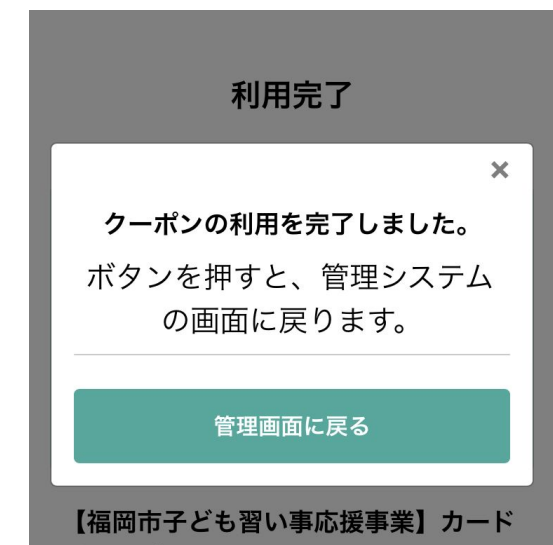 利用完了
×
クーポンの利用を完了しました。
ボタンを押すと、管理システム
の画面に戻ります。
管理画面に戻る
【福岡市子ども習い事応援事業】カード